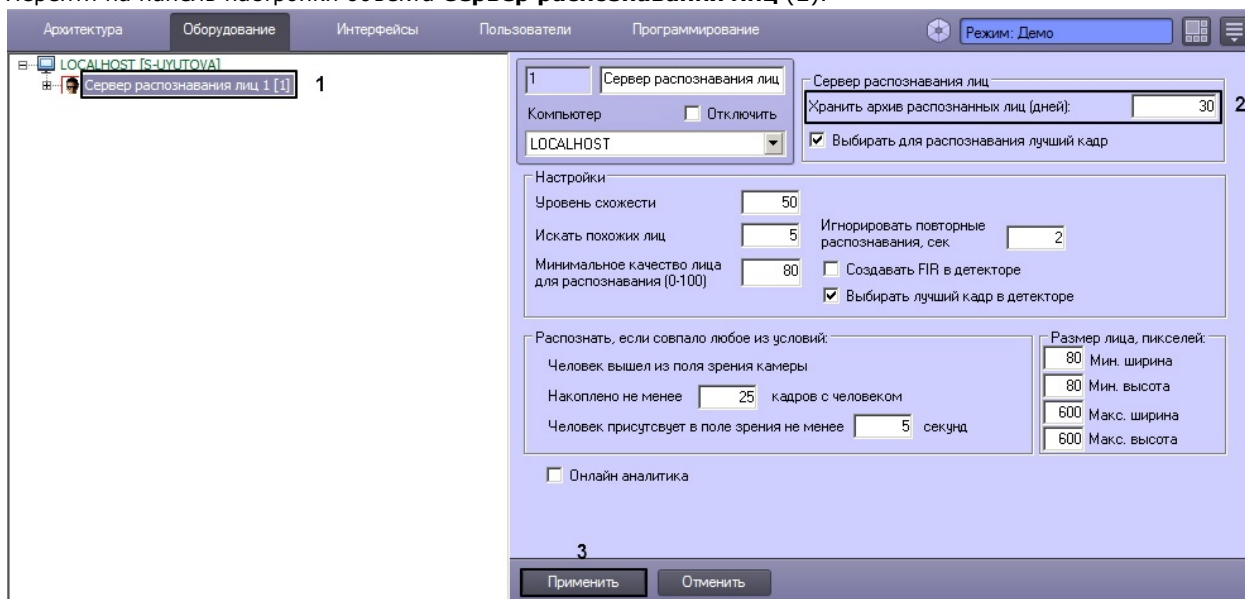 Перейти на панель настройки объекта Сервер распознавания лиц (1).
Архитектура Оборудование Интерфейсы Пользователи Программирование Режим: Демо
LOCALHOST [S-UYUTOVA]
Сервер распознавания лиц 1 [1] 1
1 Сервер распознавания лиц
Компьютер Отключить
LOCALHOST
Сервер распознавания лиц
Хранить архив распознанных лиц (дней): 30 2
Выбирать для распознавания лучший кадр
Настройки
Уровень схожести 50
Искать похожих лиц 5
Минимальное качество лица
для распознавания (0-100) 80
Игнорировать повторные
распознавания, сек 2
Создавать FIR в детекторе
Выбирать лучший кадр в детекторе
Распознать, если совпало любое из условий:
Человек вышел из поля зрения камеры
Накоплено не менее 25 кадров с человеком
Человек присутсвует в поле зрения не менее 5 секунд
Размер лица, пикселей:
80 Мин. ширина
80 Мин. высота
600 Макс. ширина
600 Макс. высота
Онлайн аналитика
3
Применить Отменить